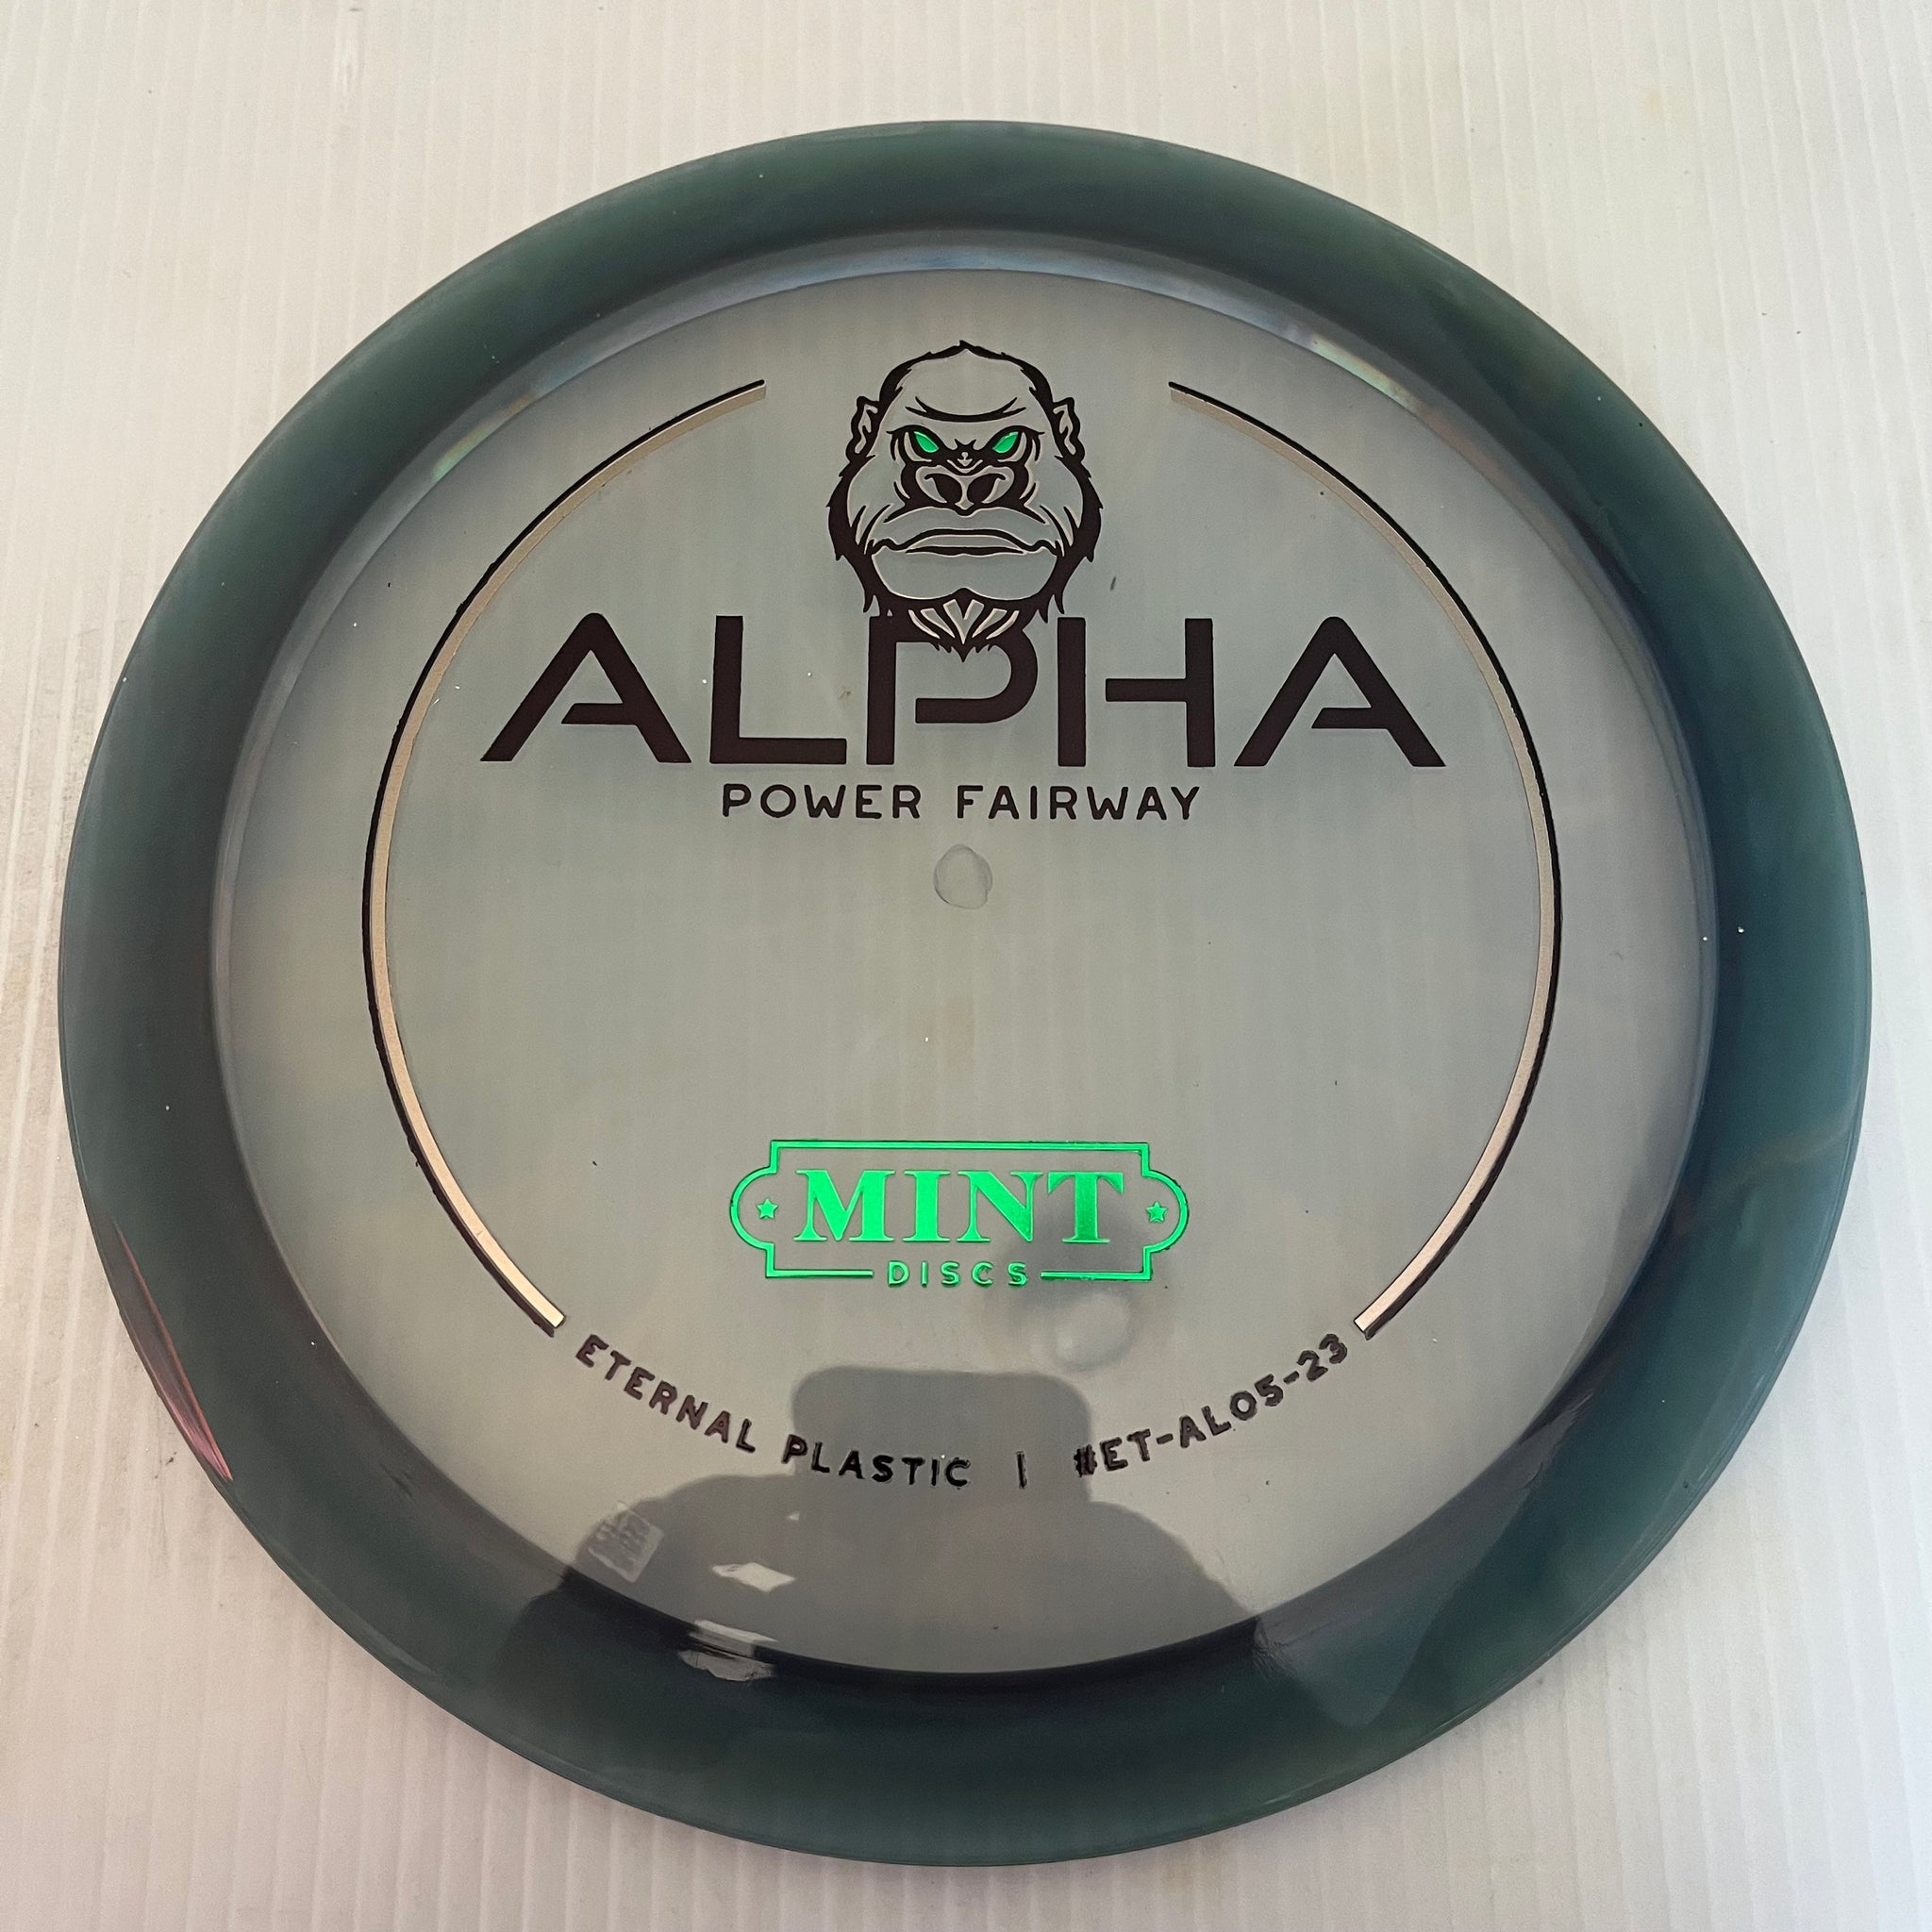 ALPHA
POWER FAIRWAY
MINT
DISCS
ETERNAL PLASTIC | #ET-AL05-23